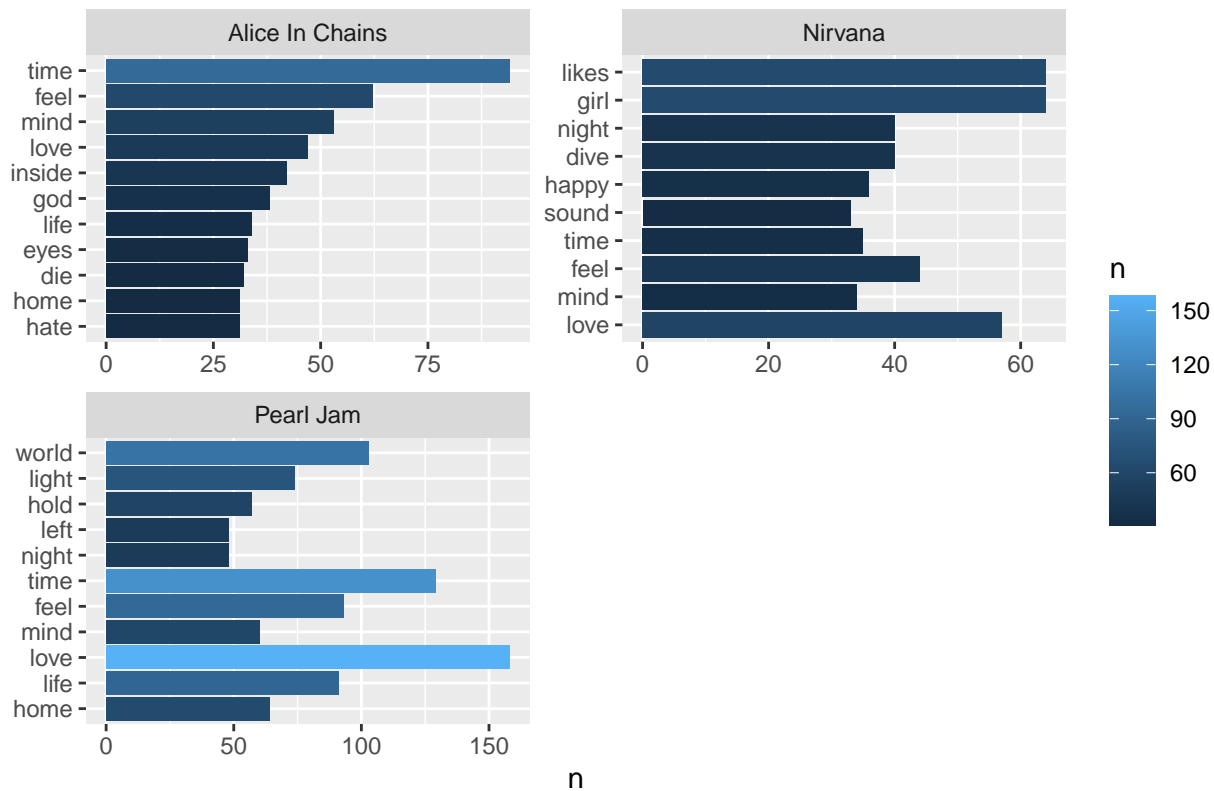 Alice In Chains
time
feel
mind
love
inside
god
life
eyes
die
home
hate
0 25 50 75
Nirvana
likes
girl
night
dive
happy
sound
time
feel
mind
love
0 20 40 60
Pearl Jam
world
light
hold
left
night
time
feel
mind
love
life
home
0 50 100 150
n
n
150
120
90
60